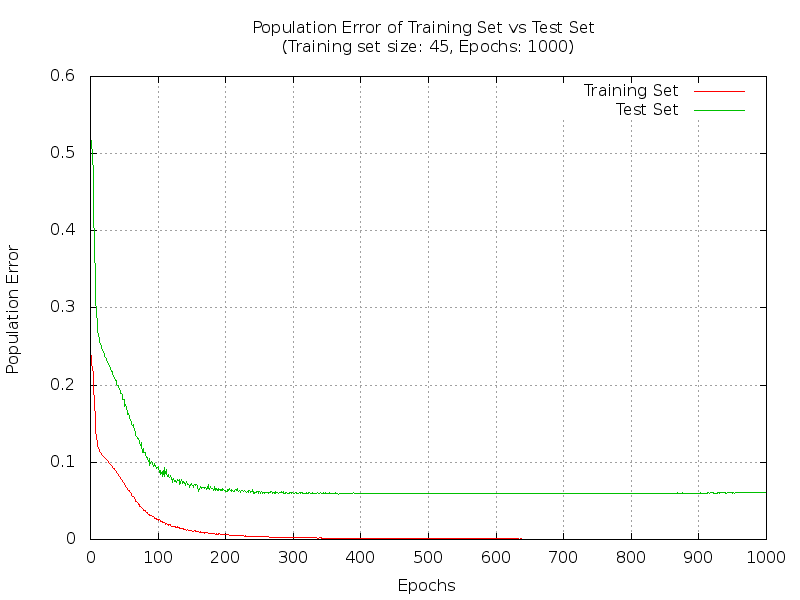 Population Error of Training Set vs Test Set
(Training set size: 45, Epochs: 1000)
Training Set
Test Set
0.6
0.5
0.4
0.3
0.2
0.1
0
Population Error
0 100 200 300 400 500 600 700 800 900 1000
Epochs